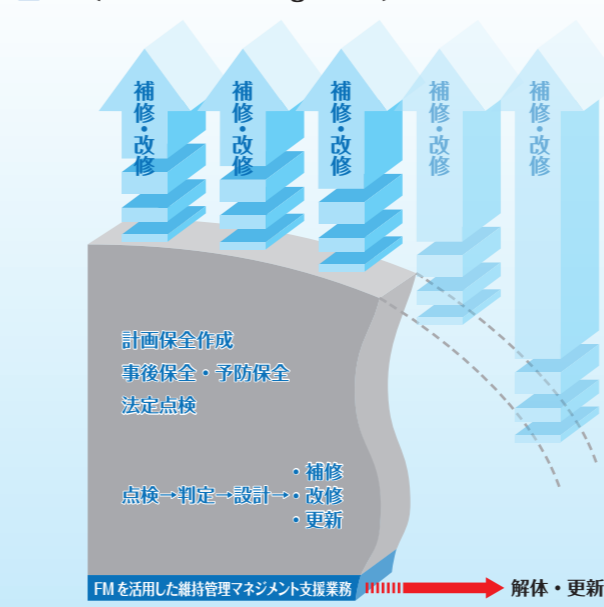 補修・改修
補修・改修
補修・改修
補修・改修
補修・改修
計画保全作成
事後保全・予防保全
法定点検
・補修
点検→判定→設計→・改修
・更新
FMを活用した維持管理マネジメント支援業務
解体・更新